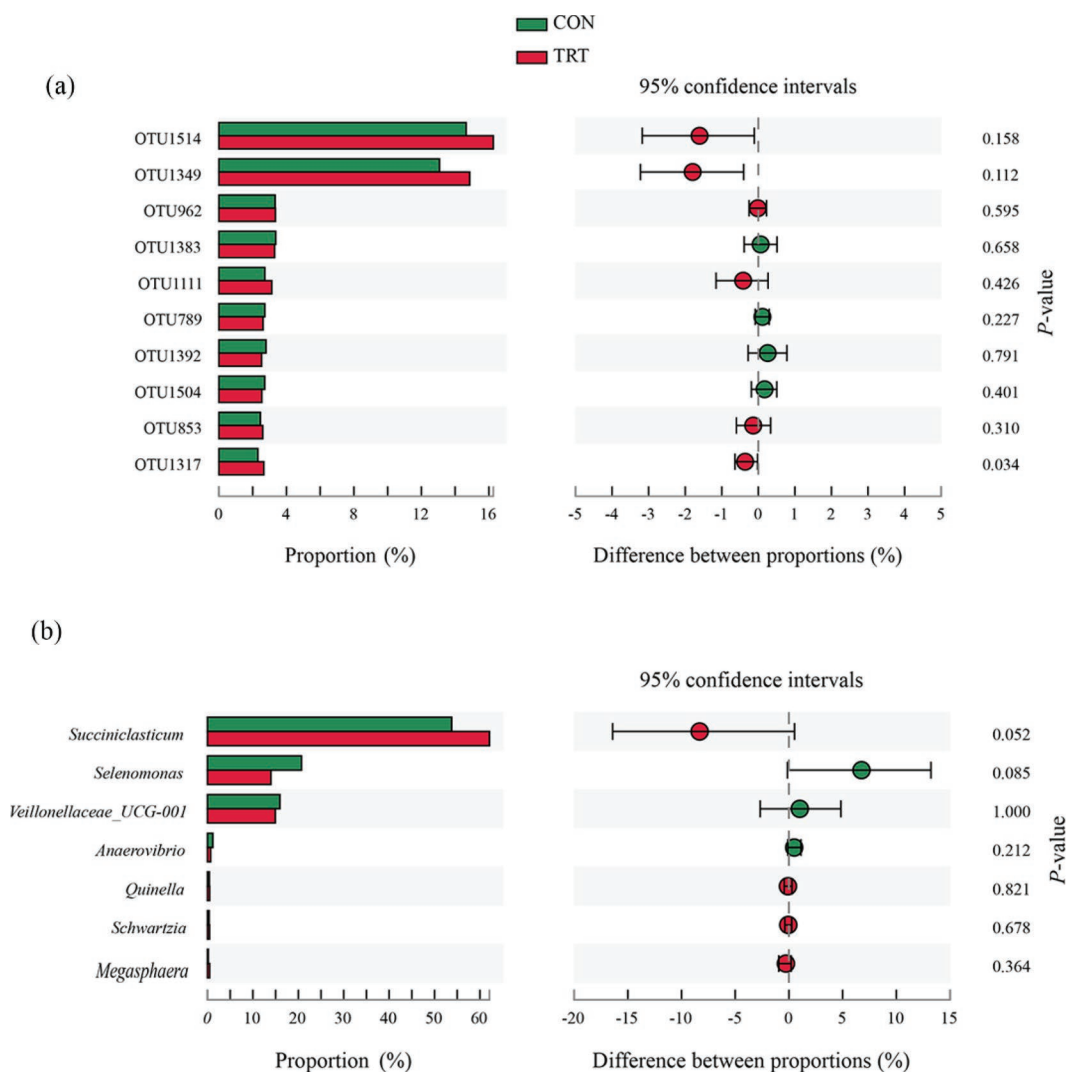 CON
TRT
(a)
95% confidence intervals
OTU1514 0.158
OTU1349 0.112
OTU962 0.595
OTU1383 0.658
OTU1111 0.426
OTU789 0.227
OTU1392 0.791
OTU1504 0.401
OTU853 0.310
OTU1317 0.034
P-value
0 4 8 12 16 -5 -4 -3 -2 -1 0 1 2 3 4 5
Proportion (%) Difference between proportions (%)
(b)
95% confidence intervals
Succiniclasticum 0.052
Selenomonas 0.085
Veillonellaceae_UCG-001 1.000
Anaerovibrio 0.212
Quinella 0.821
Schwartzia 0.678
Megasphaera 0.364
P-value
0 10 20 30 40 50 60 -20 -15 -10 -5 0 5 10 15
Proportion (%) Difference between proportions (%)